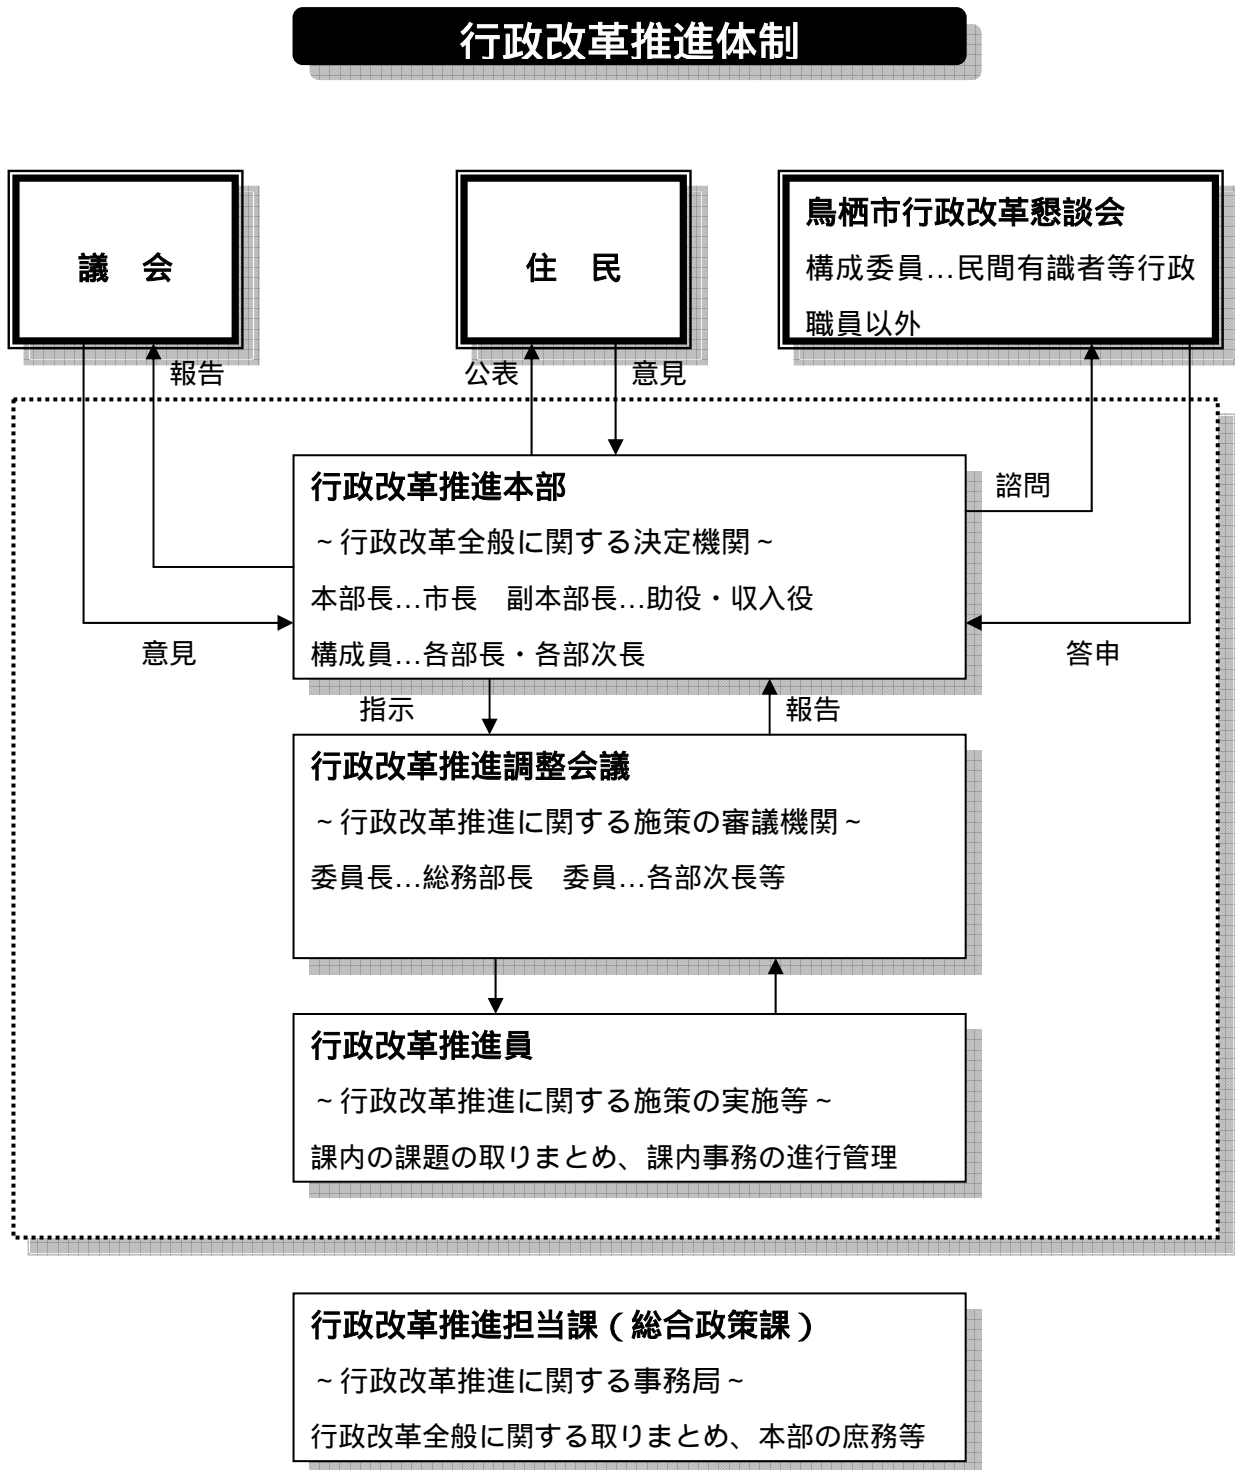 行政改革推進体制
議　会
住　民
鳥栖市行政改革懇談会
構成委員…民間有識者等行政
職員以外
報告
公表
意見
行政改革推進本部
～行政改革全般に関する決定機関～
本部長…市長　副本部長…助役・収入役
構成員…各部長・各部次長
諮問
意見
答申
指示
報告
行政改革推進調整会議
～行政改革推進に関する施策の審議機関～
委員長…総務部長　委員…各部次長等
行政改革推進員
～行政改革推進に関する施策の実施等～
課内の課題の取りまとめ、課内事務の進行管理
行政改革推進担当課（総合政策課）
～行政改革推進に関する事務局～
行政改革全般に関する取りまとめ、本部の庶務等